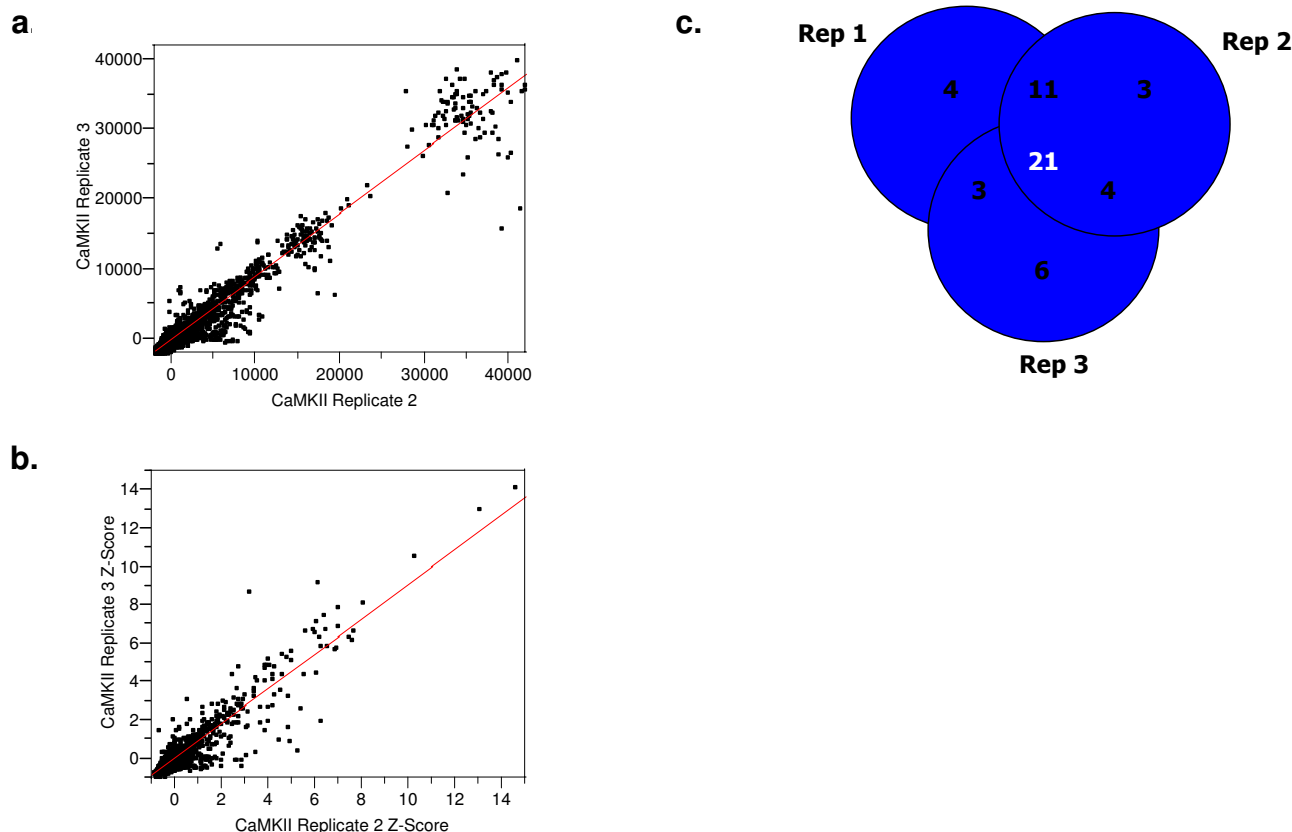 a.
40000
30000
20000
10000
0
CaMKII Replicate 3
0 10000 20000 30000 40000
CaMKII Replicate 2
b.
14
12
10
8
6
4
2
0
CaMKII Replicate 3 Z-Score
0 2 4 6 8 10 12 14
CaMKII Replicate 2 Z-Score
c.
Rep 1
Rep 2
4 11 3
21
3 4
6
Rep 3